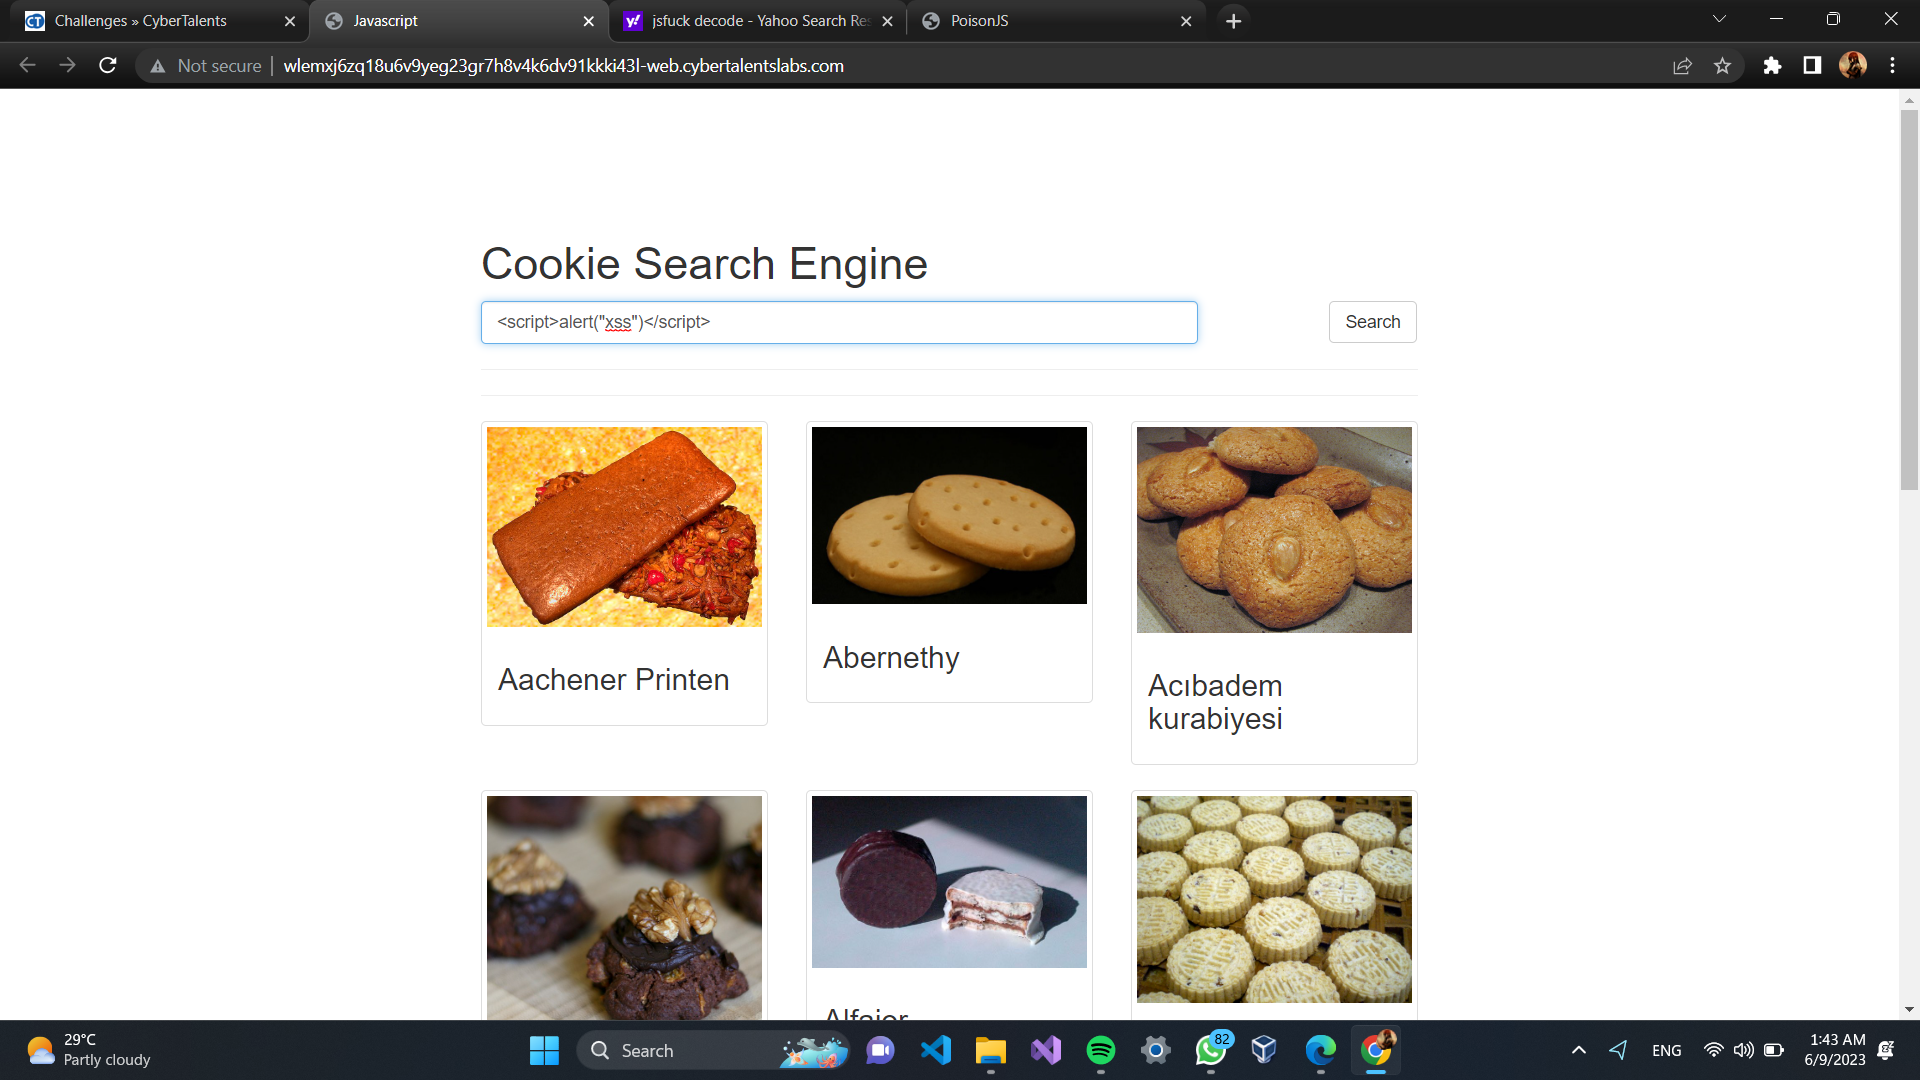 Challenges » CyberTalents
Javascript
jsfuck decode - Yahoo Search Res
PoisonJS
Not secure
wlemxj6zq18u6v9yeg23gr7h8v4k6dv91kkki43l-web.cybertalentslabs.com
Cookie Search Engine
<script>alert("xss")</script>
Search
Aachener Printen
Abernethy
Acıbadem
kurabiyesi
Alfajor
29°C
Partly cloudy
Search
82
ENG
1:43 AM
6/9/2023